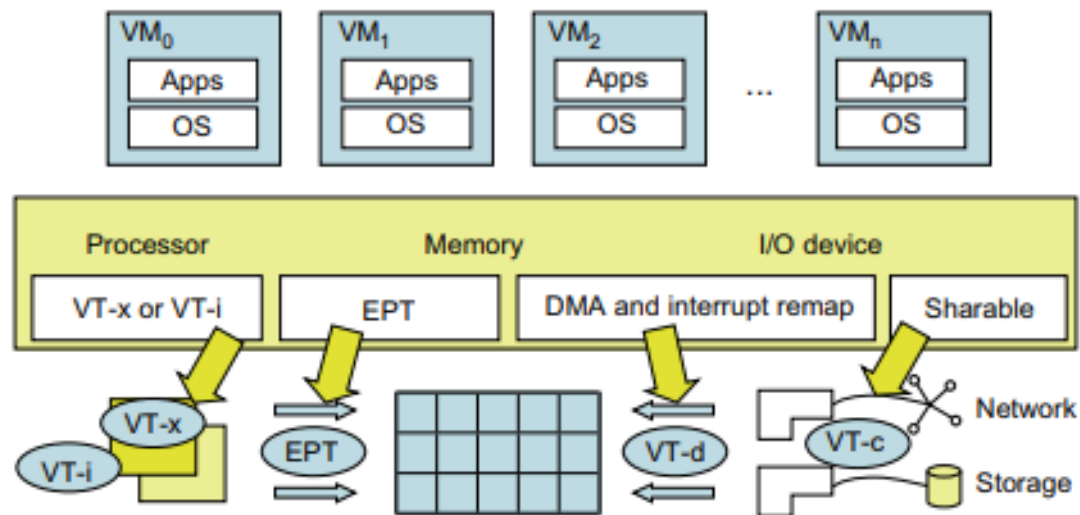 VM0 VM1 VM2 VMn
Apps Apps Apps ... Apps
OS OS OS OS
Processor Memory I/O device
VT-x or VT-i EPT DMA and interrupt remap Sharable
VT-x Network
VT-i EPT VT-d VT-c
Storage